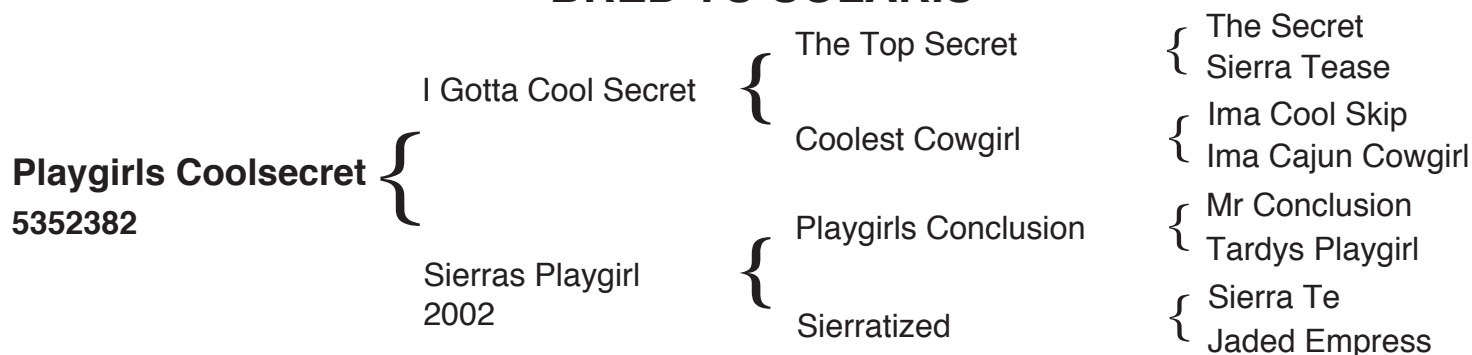 The Top Secret
The Secret
Sierra Tease
I Gotta Cool Secret
Coolest Cowgirl
Ima Cool Skip
Ima Cajun Cowgirl
Playgirls Coolsecret
5352382
Playgirls Conclusion
Mr Conclusion
Tardys Playgirl
Sierras Playgirl
2002
Sierratized
Sierra Te
Jaded Empress